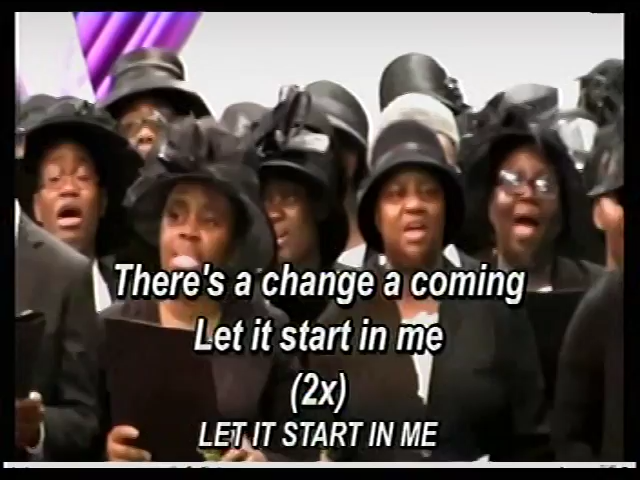 There's a change a coming
Let it start in me
(2x)
LET IT START IN ME